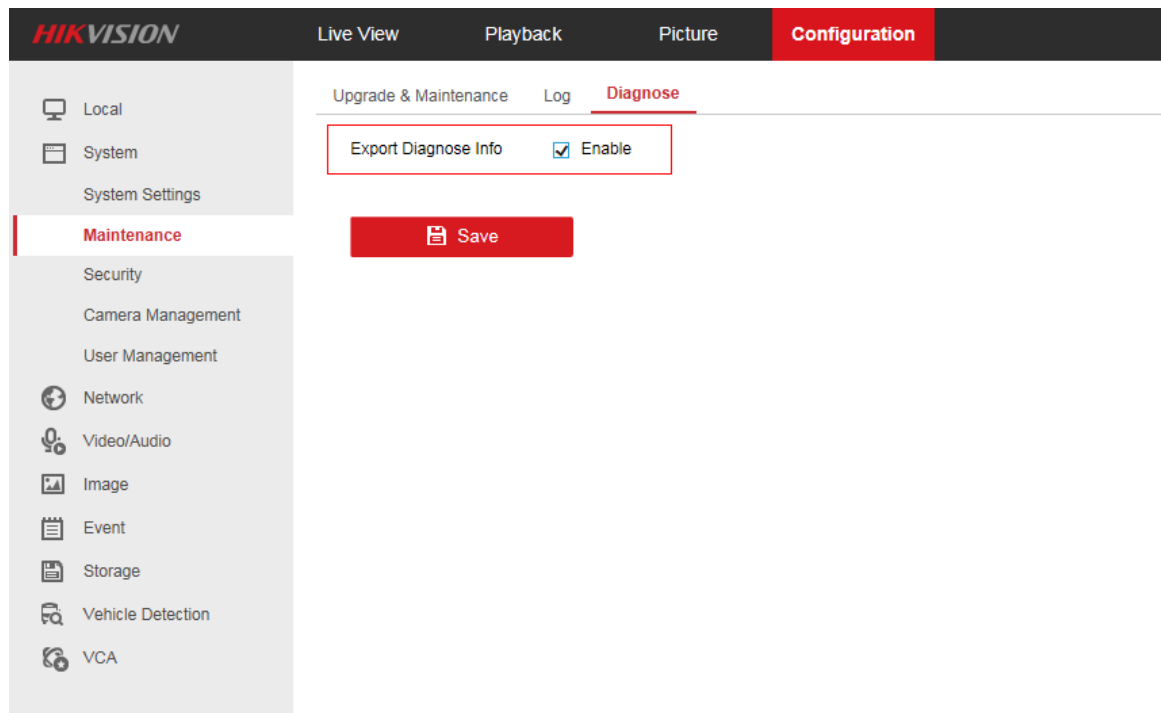 HIKVISION Live View Playback Picture Configuration
Local
System
System Settings
Maintenance
Security
Camera Management
User Management
Network
Video/Audio
Image
Event
Storage
Vehicle Detection
VCA
Upgrade & Maintenance Log Diagnose
Export Diagnose Info Enable
Save